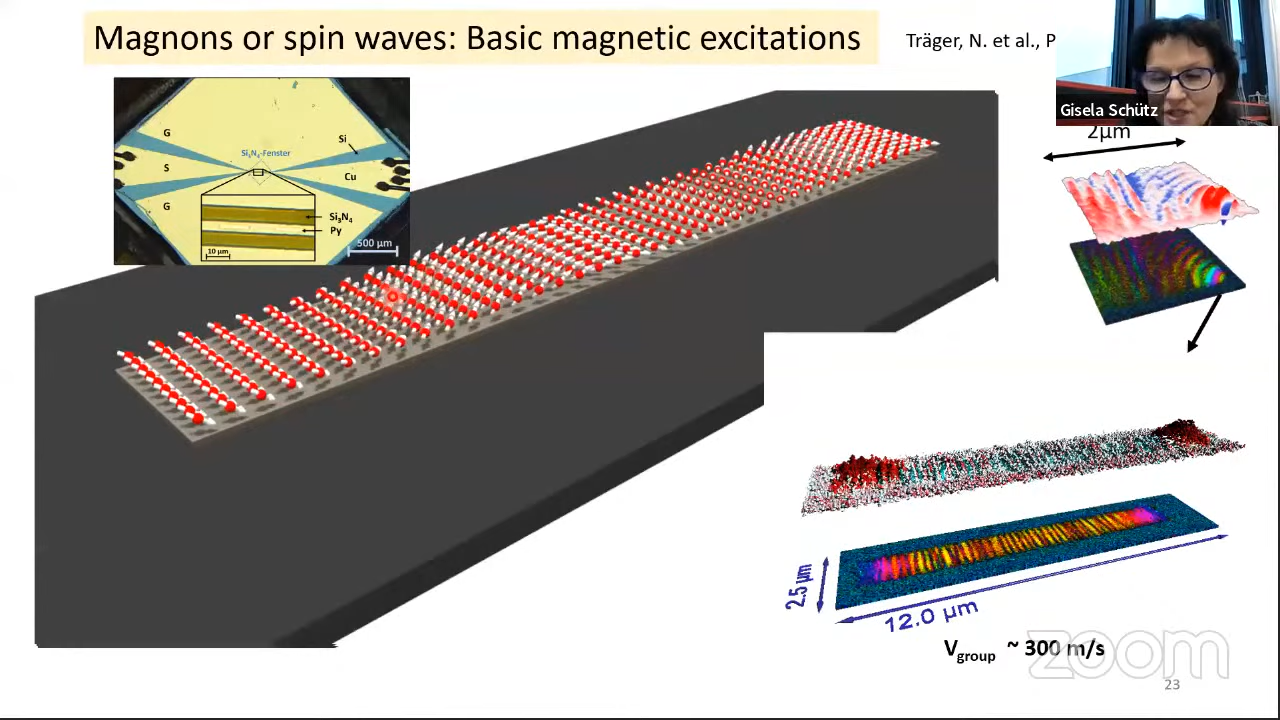 Magnons or spin waves: Basic magnetic excitations
Träger, N. et al., P
Gisela Schütz
2µm
G
S
G
Si₃N₄-Fenster
Si
Cu
Si₃N₄
Py
10 µm
500 µm
2.5 µm
12.0 µm
Vgroup ~ 300 m/s
zoom
23